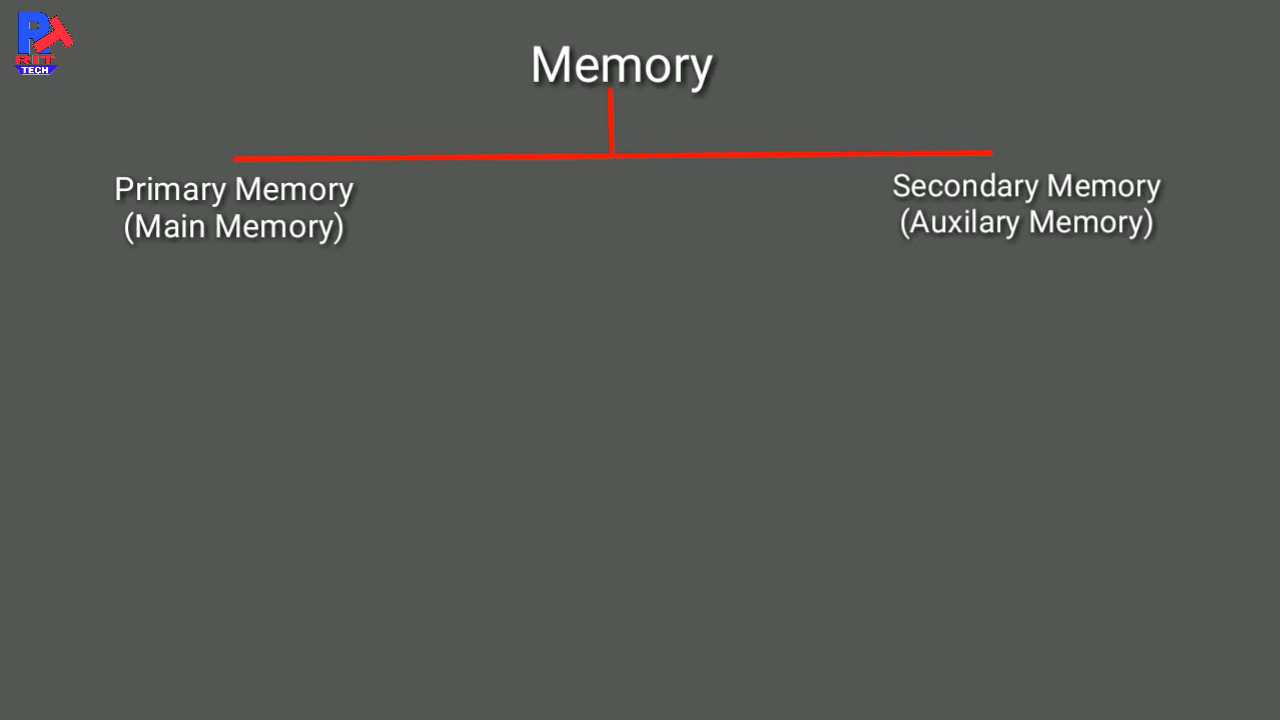 RIT
TECH
Memory
Primary Memory
(Main Memory)
Secondary Memory
(Auxilary Memory)